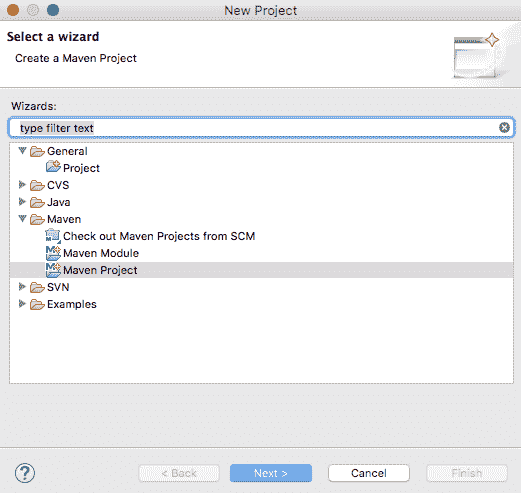 New Project
Select a wizard
Create a Maven Project
Wizards:
type filter text
General
Project
CVS
Java
Maven
Check out Maven Projects from SCM
Maven Module
Maven Project
SVN
Examples
? < Back Next > Cancel Finish